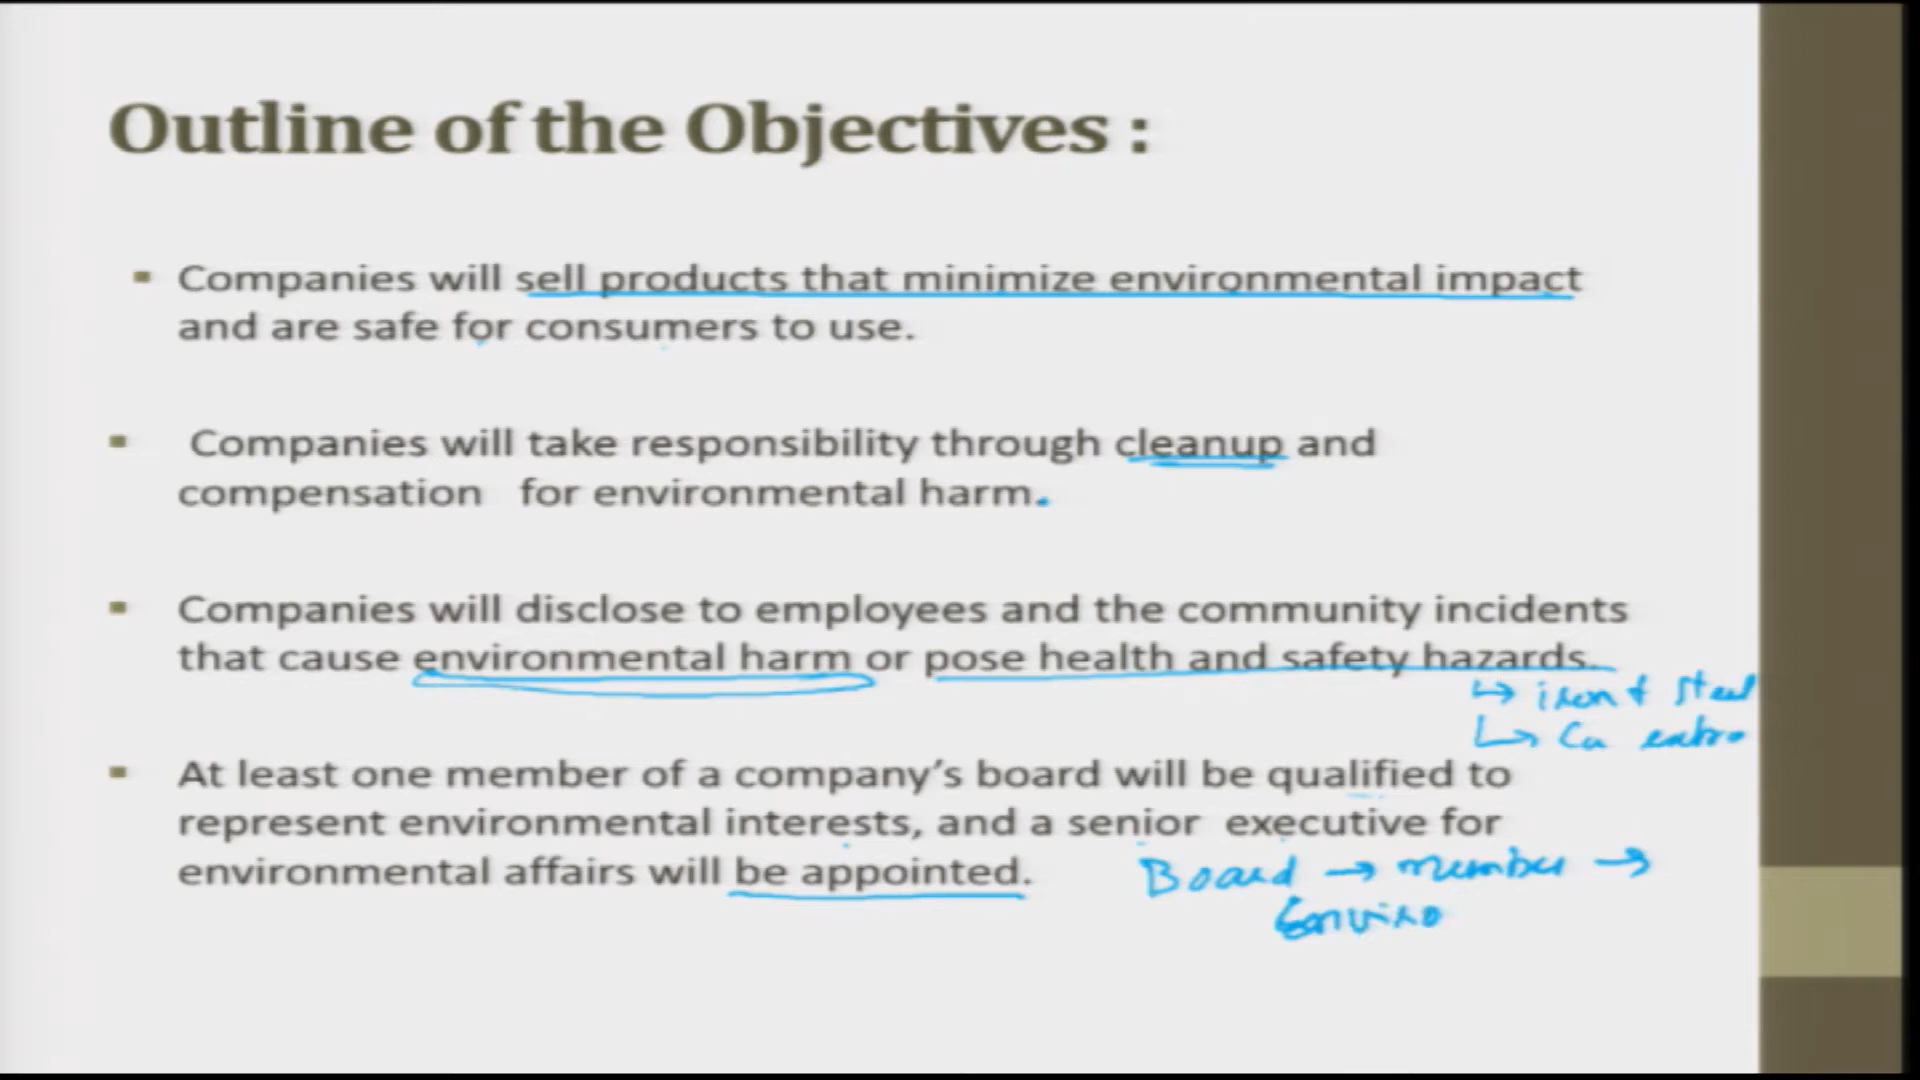 Outline of the Objectives :
▪ Companies will sell products that minimize environmental impact
and are safe for consumers to use.
▪ Companies will take responsibility through cleanup and
compensation for environmental harm.
▪ Companies will disclose to employees and the community incidents
that cause environmental harm or pose health and safety hazards.
↳ iron & steel
↳ Cu extro
▪ At least one member of a company's board will be qualified to
represent environmental interests, and a senior executive for
environmental affairs will be appointed.
Board → member →
Enviro